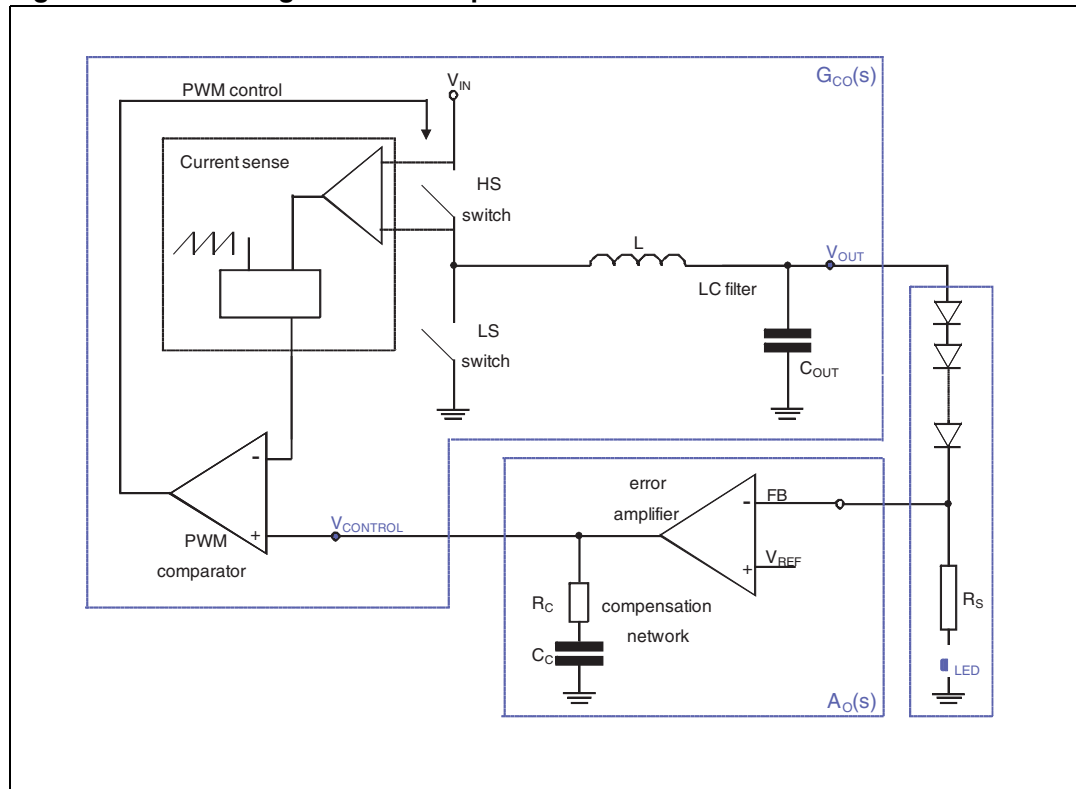 G_CO(s)
V_IN
PWM control
Current sense
HS
switch
L
V_OUT
LC filter
LS
switch
C_OUT
-
+
PWM
comparator
V_CONTROL
error
amplifier
-
FB
+
V_REF
R_C
compensation
network
C_C
R_S
LED
A_O(s)